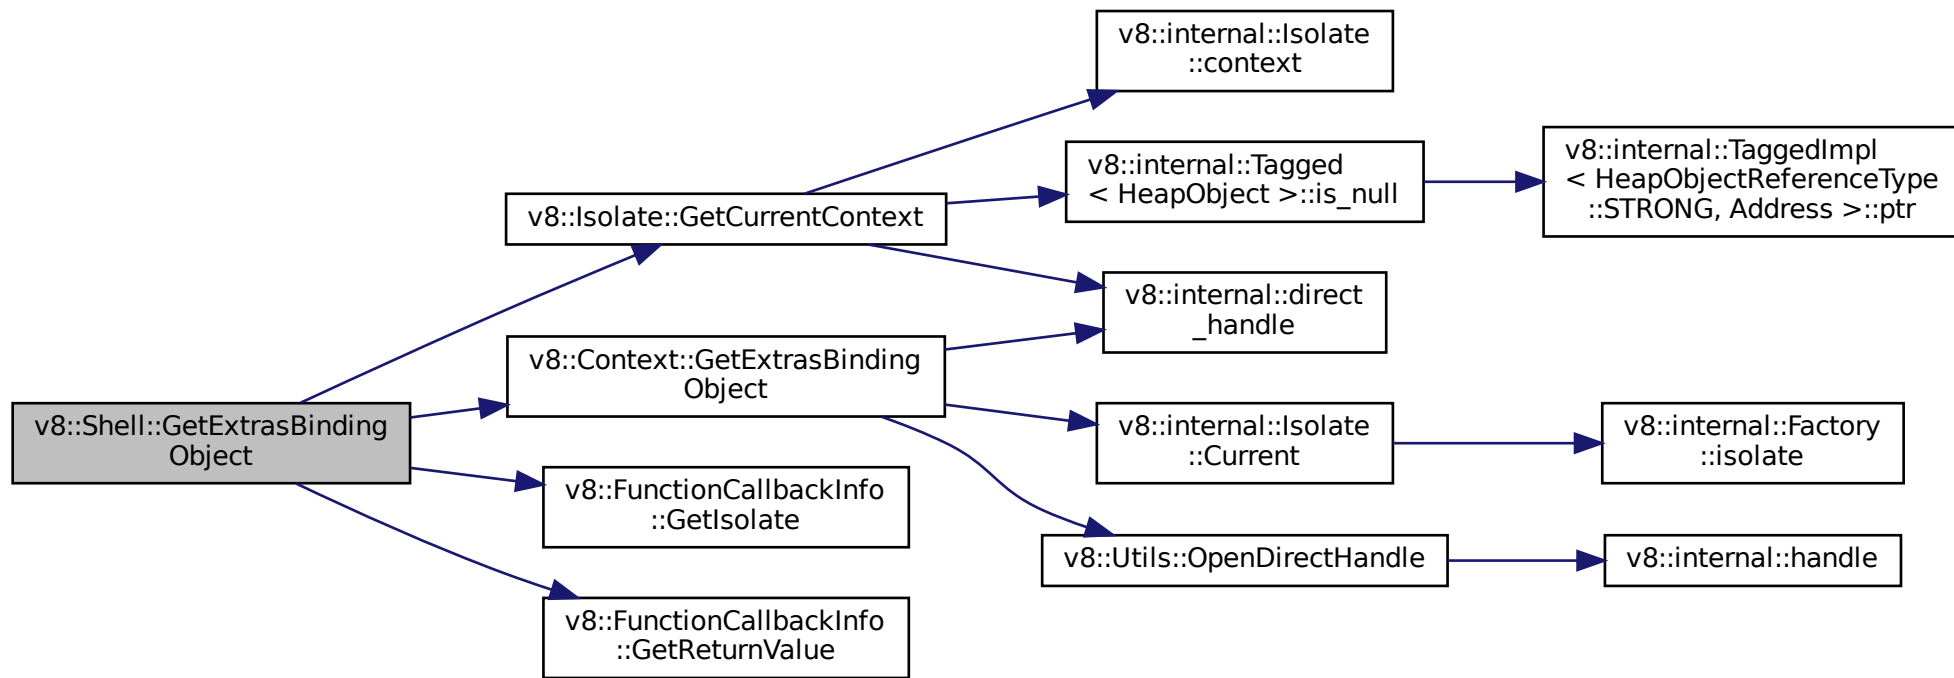 v8::internal::Isolate
::context
v8::internal::Tagged
< HeapObject >::is_null
v8::internal::TaggedImpl
< HeapObjectReferenceType
::STRONG, Address >::ptr
v8::Isolate::GetCurrentContext
v8::internal::direct
_handle
v8::Context::GetExtrasBinding
Object
v8::Shell::GetExtrasBinding
Object
v8::internal::Isolate
::Current
v8::internal::Factory
::isolate
v8::FunctionCallbackInfo
::GetIsolate
v8::Utils::OpenDirectHandle
v8::internal::handle
v8::FunctionCallbackInfo
::GetReturnValue